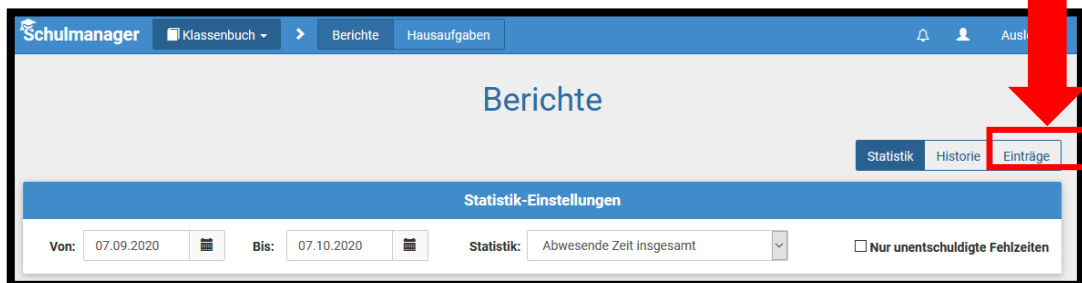 Schulmanager Klassenbuch Berichte Hausaufgaben
Berichte
Statistik Historie Einträge
Statistik-Einstellungen
Von: 07.09.2020 Bis: 07.10.2020 Statistik: Abwesende Zeit insgesamt Nur unentschuldigte Fehlzeiten